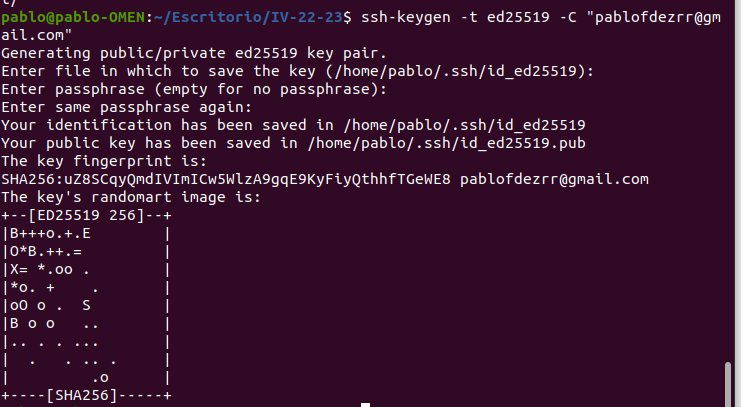 t/
pablo@pablo-OMEN:~/Escritorio/IV-22-23$ ssh-keygen -t ed25519 -C "pablofdezrr@gm
ail.com"
Generating public/private ed25519 key pair.
Enter file in which to save the key (/home/pablo/.ssh/id_ed25519):
Enter passphrase (empty for no passphrase):
Enter same passphrase again:
Your identification has been saved in /home/pablo/.ssh/id_ed25519
Your public key has been saved in /home/pablo/.ssh/id_ed25519.pub
The key fingerprint is:
SHA256:uZ8SCqyQmdIVImICw5WlzA9gqE9KyFiyQthhfTGeWE8 pablofdezrr@gmail.com
The key's randomart image is:
+--[ED25519 256]--+
|B+++o.+.E        |
|O*B.++.=         |
|X= *.oo .        |
|*o. +    .       |
|oO o .  S        |
|B o o   ..       |
|.. . . ...       |
|  .   . .. .     |
|         .o      |
+----[SHA256]-----+